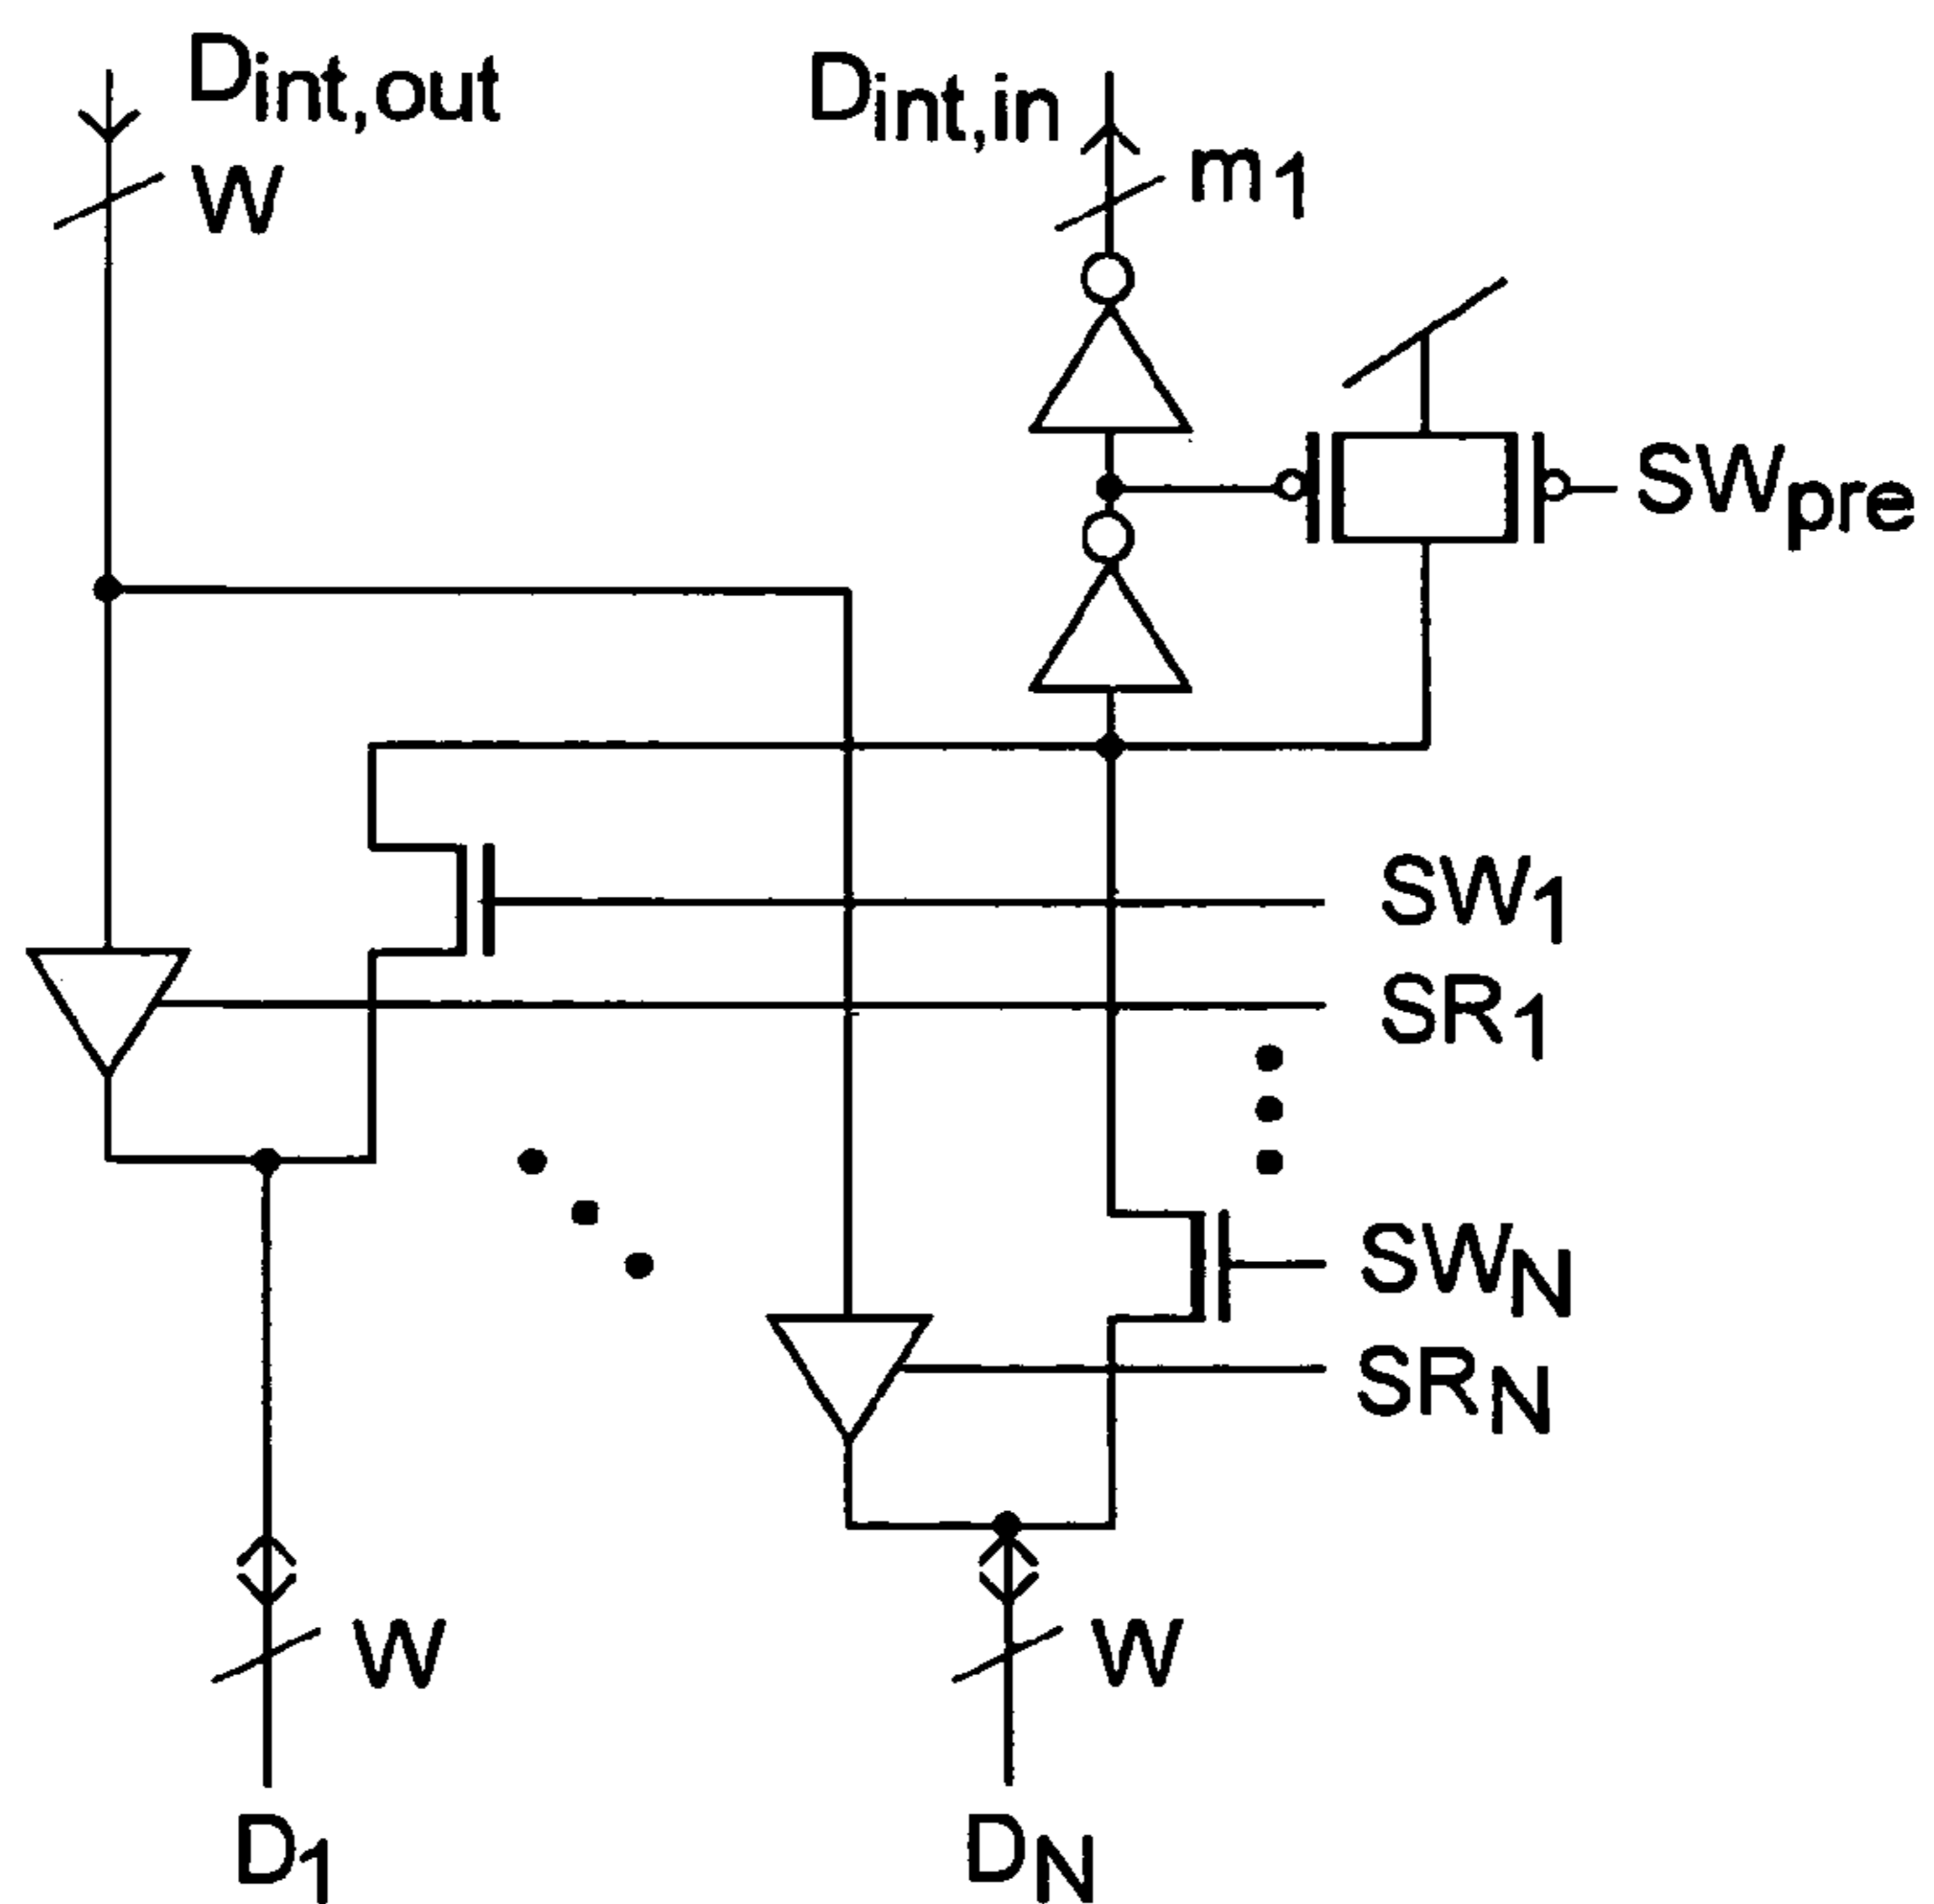 Dint,out
Dint,in
W
m1
SWpre
SW1
SR1
SWN
SRN
W
W
D1
DN